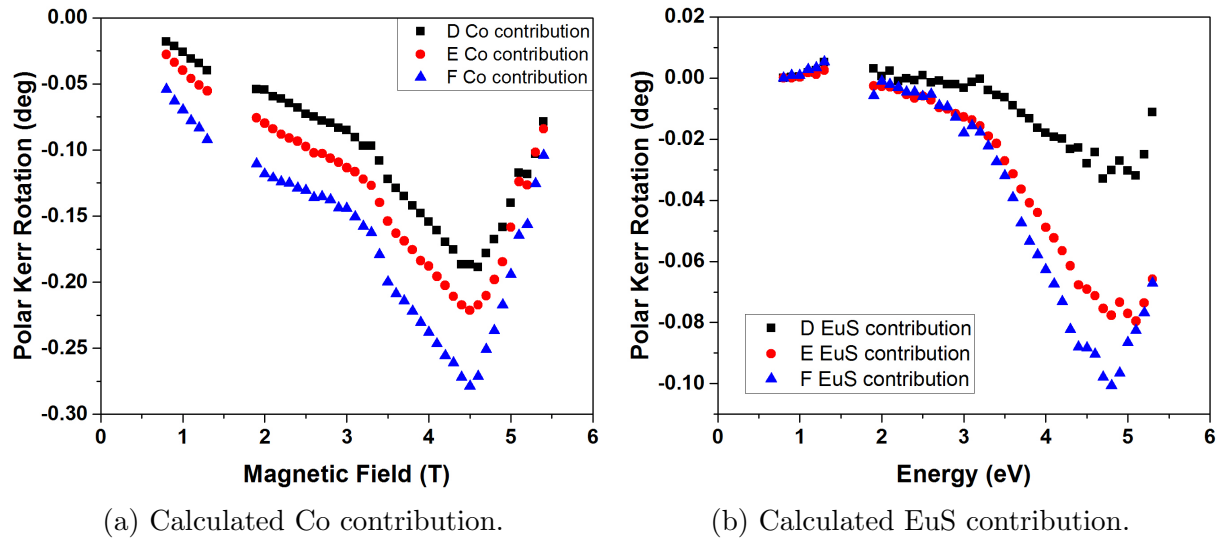 0.00
-0.05
-0.10
-0.15
-0.20
-0.25
-0.30
0
1
2
3
4
5
6
Polar Kerr Rotation (deg)
Magnetic Field (T)
D Co contribution
E Co contribution
F Co contribution
(a) Calculated Co contribution.
0.02
0.00
-0.02
-0.04
-0.06
-0.08
-0.10
0
1
2
3
4
5
6
Polar Kerr Rotation (deg)
Energy (eV)
D EuS contribution
E EuS contribution
F EuS contribution
(b) Calculated EuS contribution.